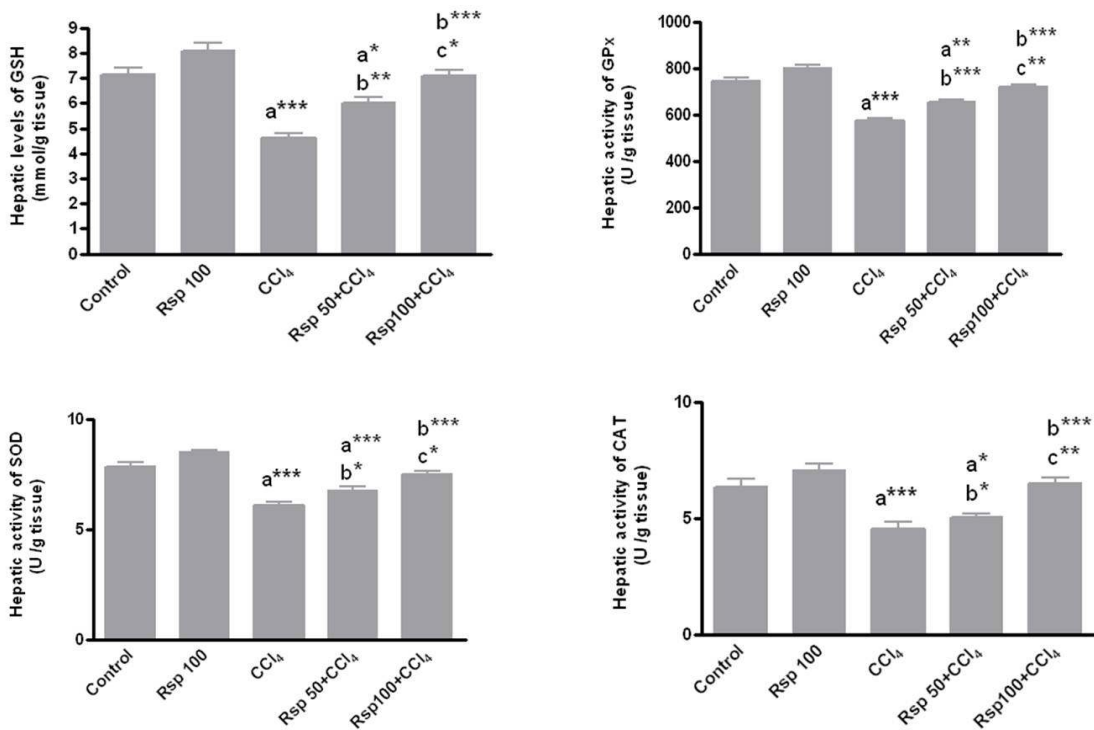 Hepatic levels of GSH
(mmol/g tissue)
9
8
7
6
5
4
3
2
1
0
a***
a*
b**
b***
c*
Control
Rsp 100
CCl₄
Rsp 50+CCl₄
Rsp100+CCl₄
Hepatic activity of GPx
(U /g tissue)
1000
800
600
400
200
0
a***
a**
b***
b***
c**
Control
Rsp 100
CCl₄
Rsp 50+CCl₄
Rsp100+CCl₄
Hepatic activity of SOD
(U /g tissue)
10
5
0
a***
a***
b*
b***
c*
Control
Rsp 100
CCl₄
Rsp 50+CCl₄
Rsp100+CCl₄
Hepatic activity of CAT
(U /g tissue)
10
5
0
a***
a*
b*
b***
c**
Control
Rsp 100
CCl₄
Rsp 50+CCl₄
Rsp100+CCl₄